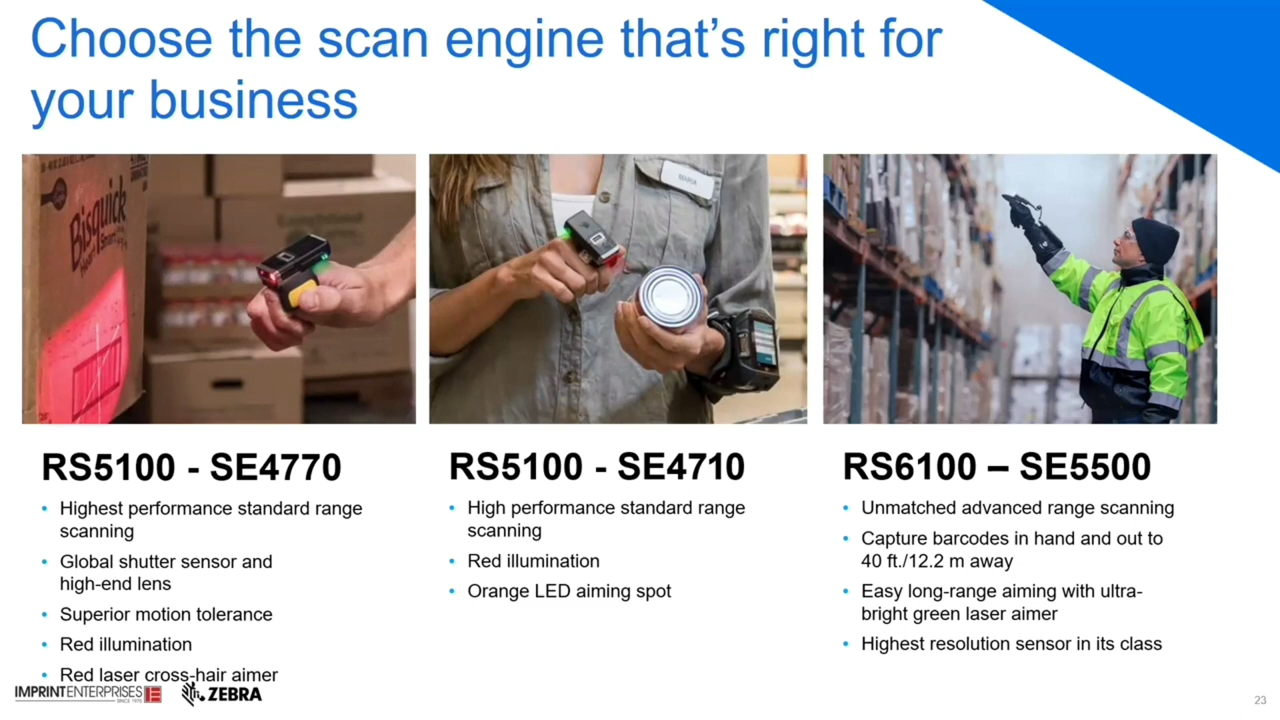 Choose the scan engine that's right for
your business
Bisquick
MARIA
RS5100 - SE4770
• Highest performance standard range
scanning
• Global shutter sensor and
high-end lens
• Superior motion tolerance
• Red illumination
• Red laser cross-hair aimer
RS5100 - SE4710
• High performance standard range
scanning
• Red illumination
• Orange LED aiming spot
RS6100 – SE5500
• Unmatched advanced range scanning
• Capture barcodes in hand and out to
40 ft./12.2 m away
• Easy long-range aiming with ultra-
bright green laser aimer
• Highest resolution sensor in its class
IMPRINT ENTERPRISES
SINCE 1970
ZEBRA
23